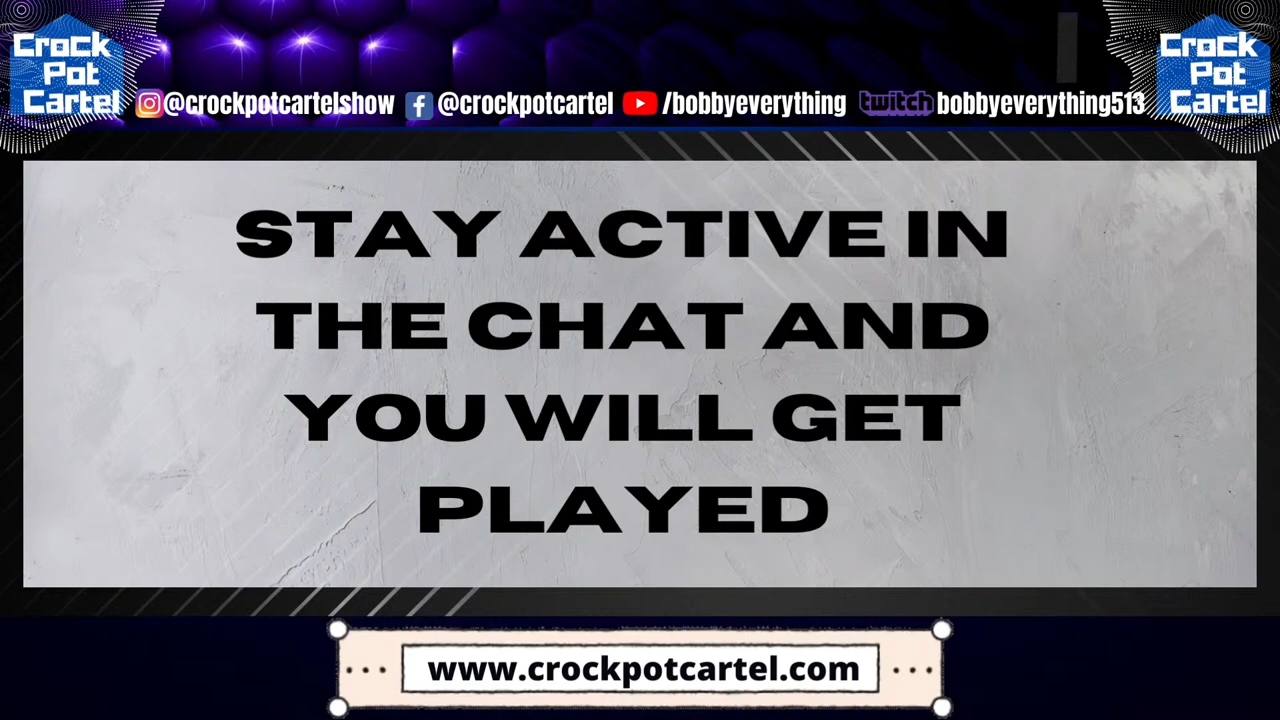 Crock
Pot
Cartel
@crockpotcartelshow @crockpotcartel /bobbyeverything twitch bobbyeverything513
Crock
Pot
Cartel
STAY ACTIVE IN
THE CHAT AND
YOU WILL GET
PLAYED
www.crockpotcartel.com